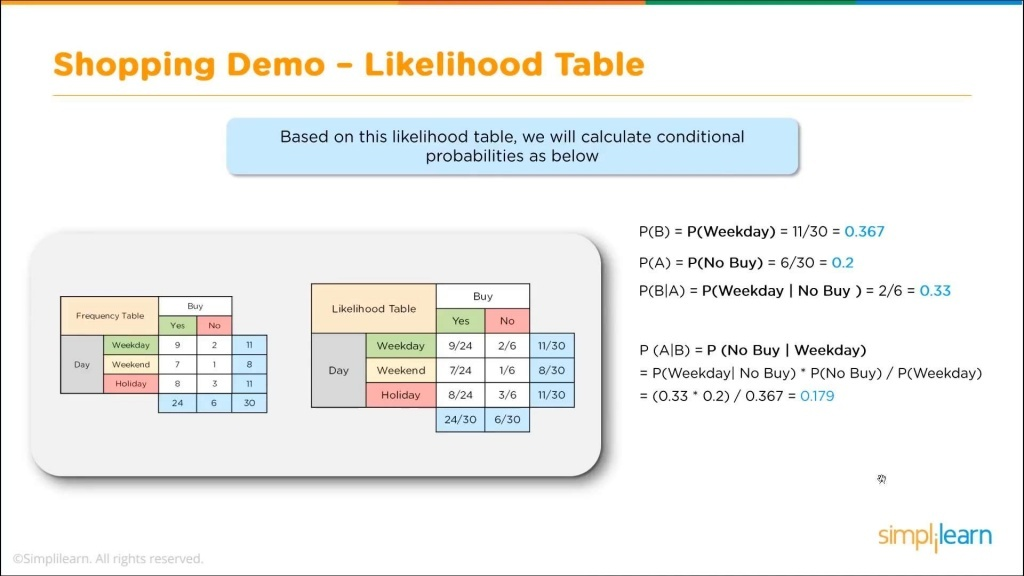 Shopping Demo – Likelihood Table
Based on this likelihood table, we will calculate conditional
probabilities as below
Frequency Table
Buy
Yes No
Day
Weekday 9 2 11
Weekend 7 1 8
Holiday 8 3 11
24 6 30
Likelihood Table
Buy
Yes No
Day
Weekday 9/24 2/6 11/30
Weekend 7/24 1/6 8/30
Holiday 8/24 3/6 11/30
24/30 6/30
P(B) = P(Weekday) = 11/30 = 0.367
P(A) = P(No Buy) = 6/30 = 0.2
P(B|A) = P(Weekday | No Buy ) = 2/6 = 0.33
P (A|B) = P (No Buy | Weekday)
= P(Weekday| No Buy) * P(No Buy) / P(Weekday)
= (0.33 * 0.2) / 0.367 = 0.179
simplilearn
©Simplilearn. All rights reserved.